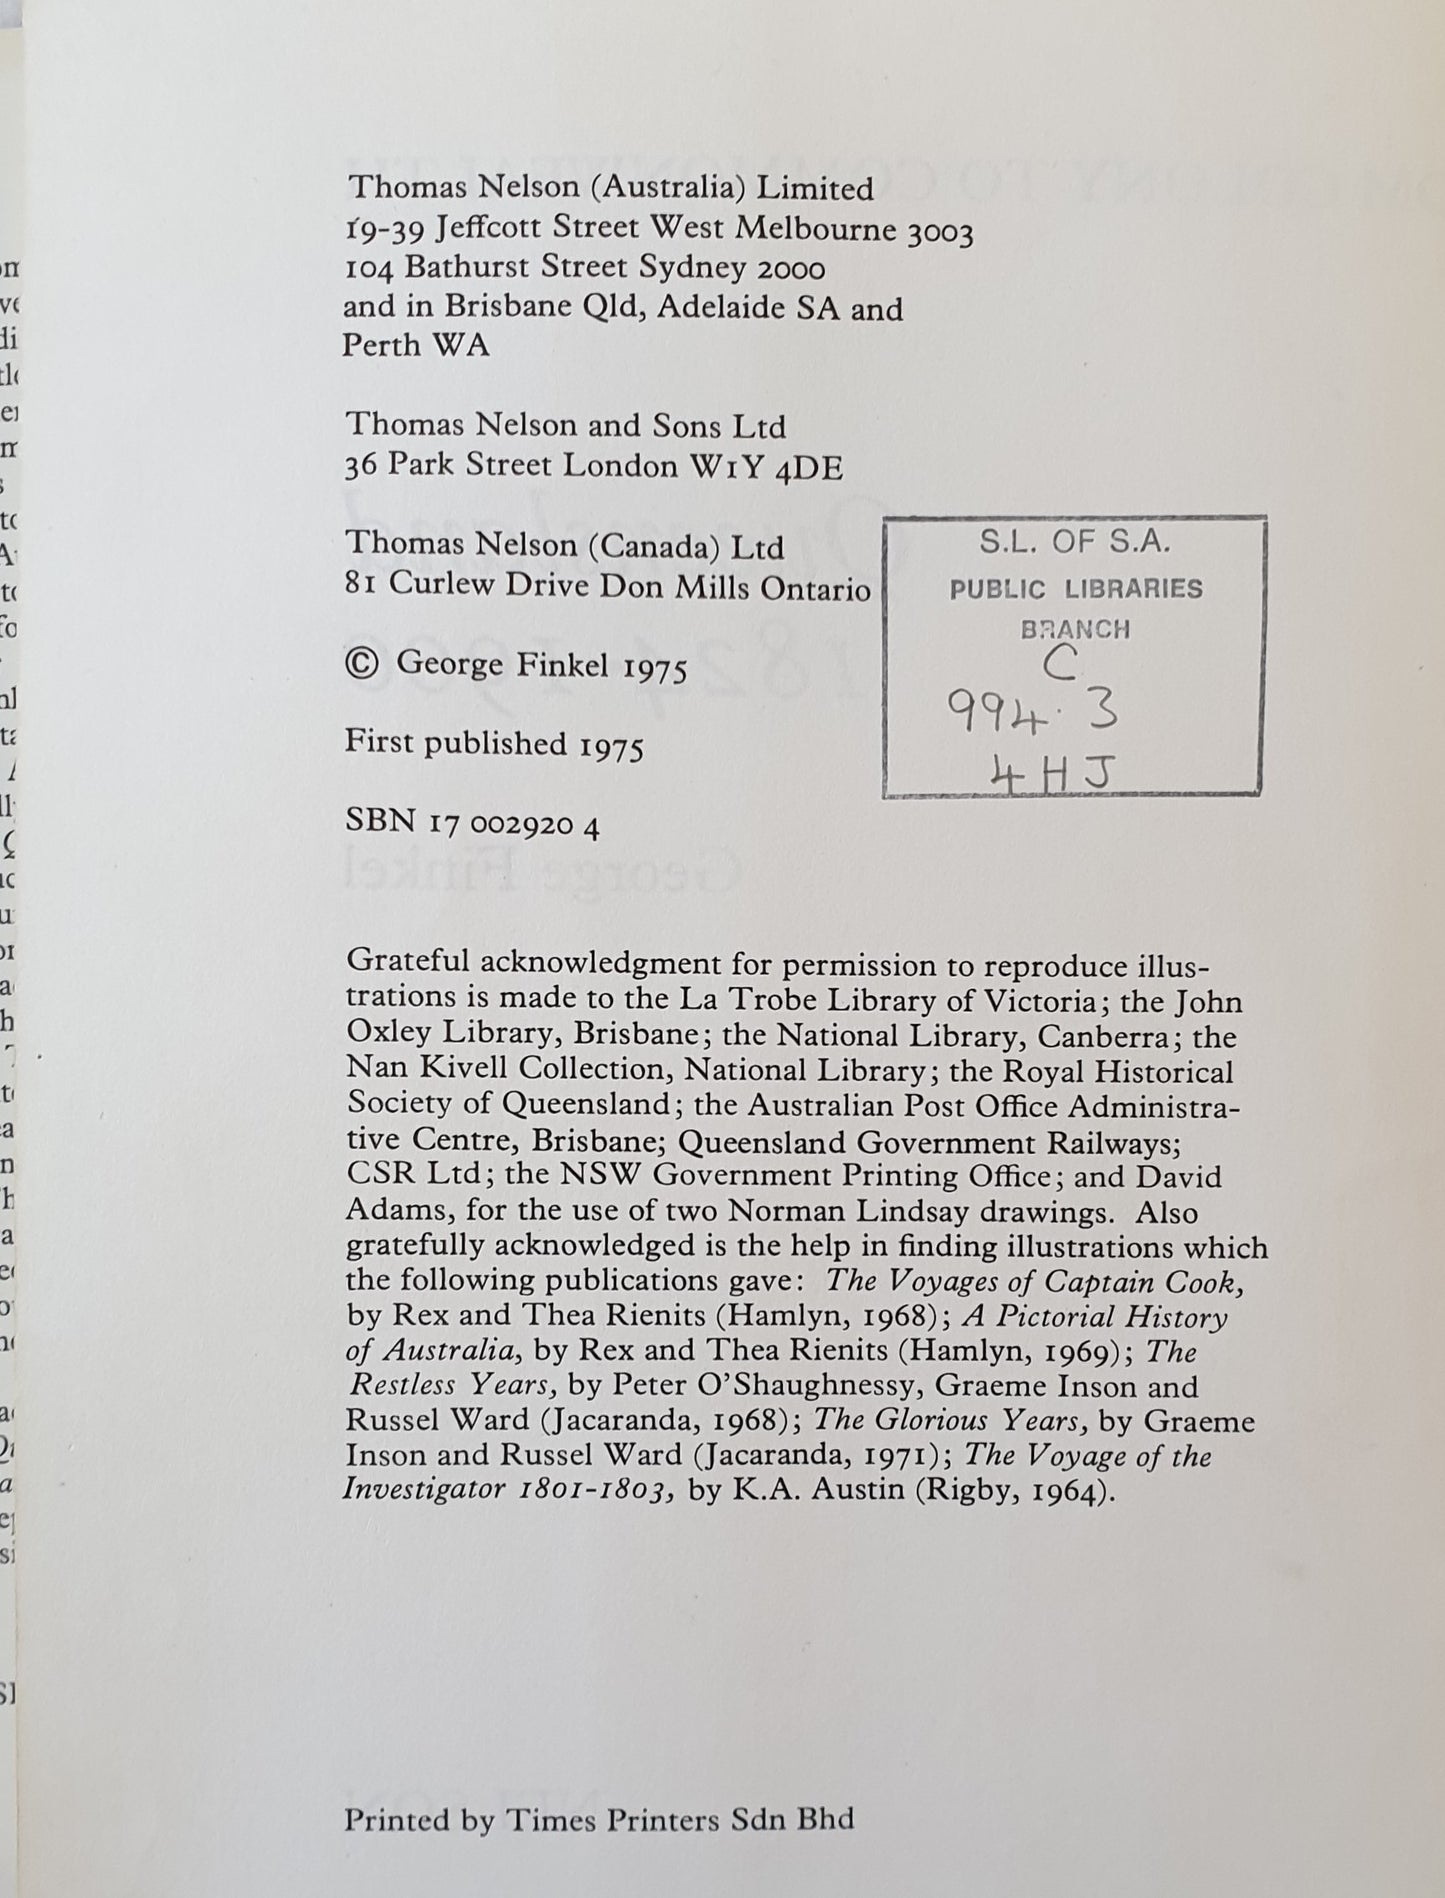 Thomas Nelson (Australia) Limited
19-39 Jeffcott Street West Melbourne 3003
104 Bathurst Street Sydney 2000
and in Brisbane Qld, Adelaide SA and
Perth WA
Thomas Nelson and Sons Ltd
36 Park Street London W1Y 4DE
Thomas Nelson (Canada) Ltd
81 Curlew Drive Don Mills Ontario
© George Finkel 1975
First published 1975
SBN 17 002920 4
S.L. OF S.A.
PUBLIC LIBRARIES
BRANCH
C
994.3
4HJ
Grateful acknowledgment for permission to reproduce illus-
trations is made to the La Trobe Library of Victoria; the John
Oxley Library, Brisbane; the National Library, Canberra; the
Nan Kivell Collection, National Library; the Royal Historical
Society of Queensland; the Australian Post Office Administra-
tive Centre, Brisbane; Queensland Government Railways;
CSR Ltd; the NSW Government Printing Office; and David
Adams, for the use of two Norman Lindsay drawings. Also
gratefully acknowledged is the help in finding illustrations which
the following publications gave: The Voyages of Captain Cook,
by Rex and Thea Rienits (Hamlyn, 1968); A Pictorial History
of Australia, by Rex and Thea Rienits (Hamlyn, 1969); The
Restless Years, by Peter O'Shaughnessy, Graeme Inson and
Russel Ward (Jacaranda, 1968); The Glorious Years, by Graeme
Inson and Russel Ward (Jacaranda, 1971); The Voyage of the
Investigator 1801-1803, by K.A. Austin (Rigby, 1964).
Printed by Times Printers Sdn Bhd